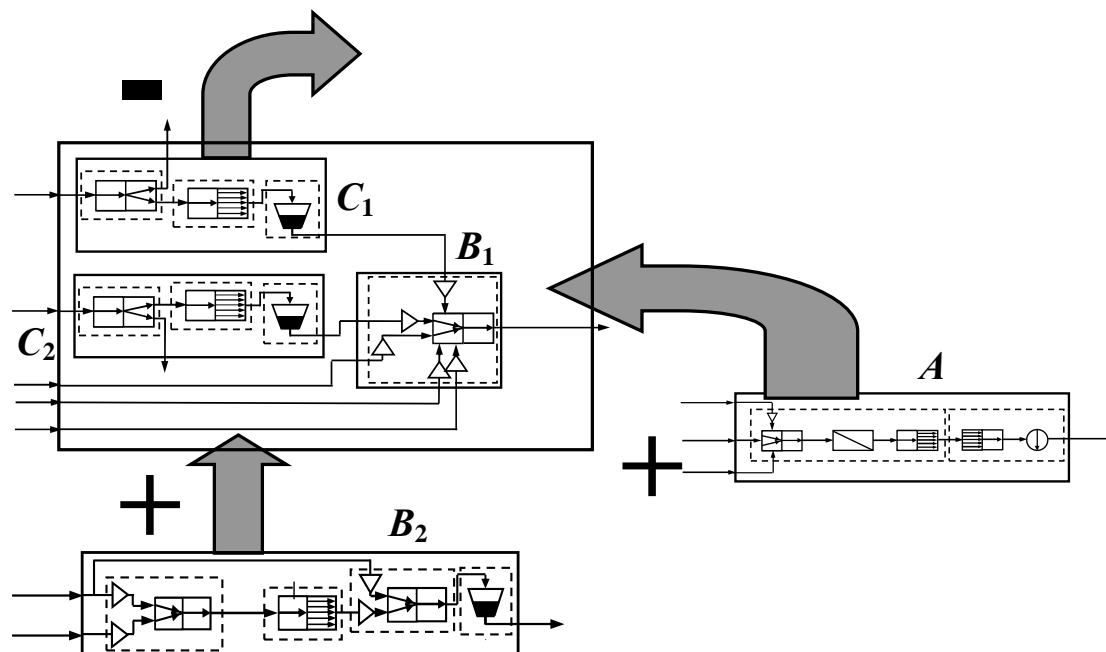 −
C₁
B₁
C₂
A
+
+
B₂